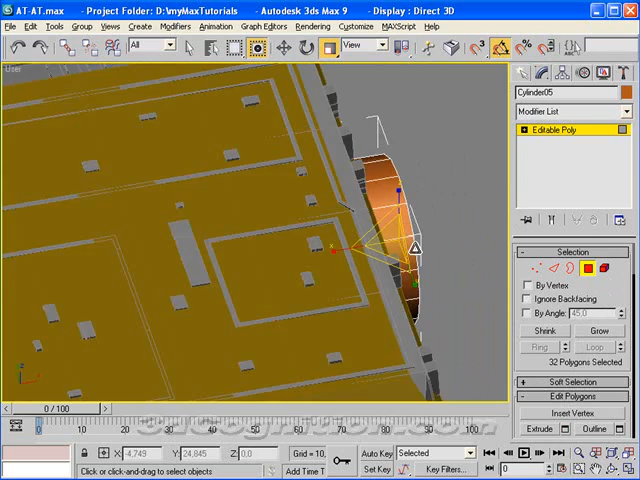 AT-AT.max - Project Folder: D:\myMaxTutorials - Autodesk 3ds Max 9 - Display : Direct 3D
File Edit Tools Group Views Create Modifiers Animation Graph Editors Rendering Customize MAXScript Help
All View 3 % {ABC
User
Cylinder05
Modifier List
Editable Poly
x
z
- Selection
By Vertex
Ignore Backfacing
By Angle: 45,0
Shrink Grow
Ring Loop
32 Polygons Selected
+ Soft Selection
- Edit Polygons
Insert Vertex
Extrude Outline
< 0 / 100 >
0 10 20 30 40 50 60 70 80 90 100
X: -4,749 Y: 24,845 Z: 0,0 Grid = 10, Auto Key Selected
Click or click-and-drag to select objects Add Time T Set Key Key Filters... 0